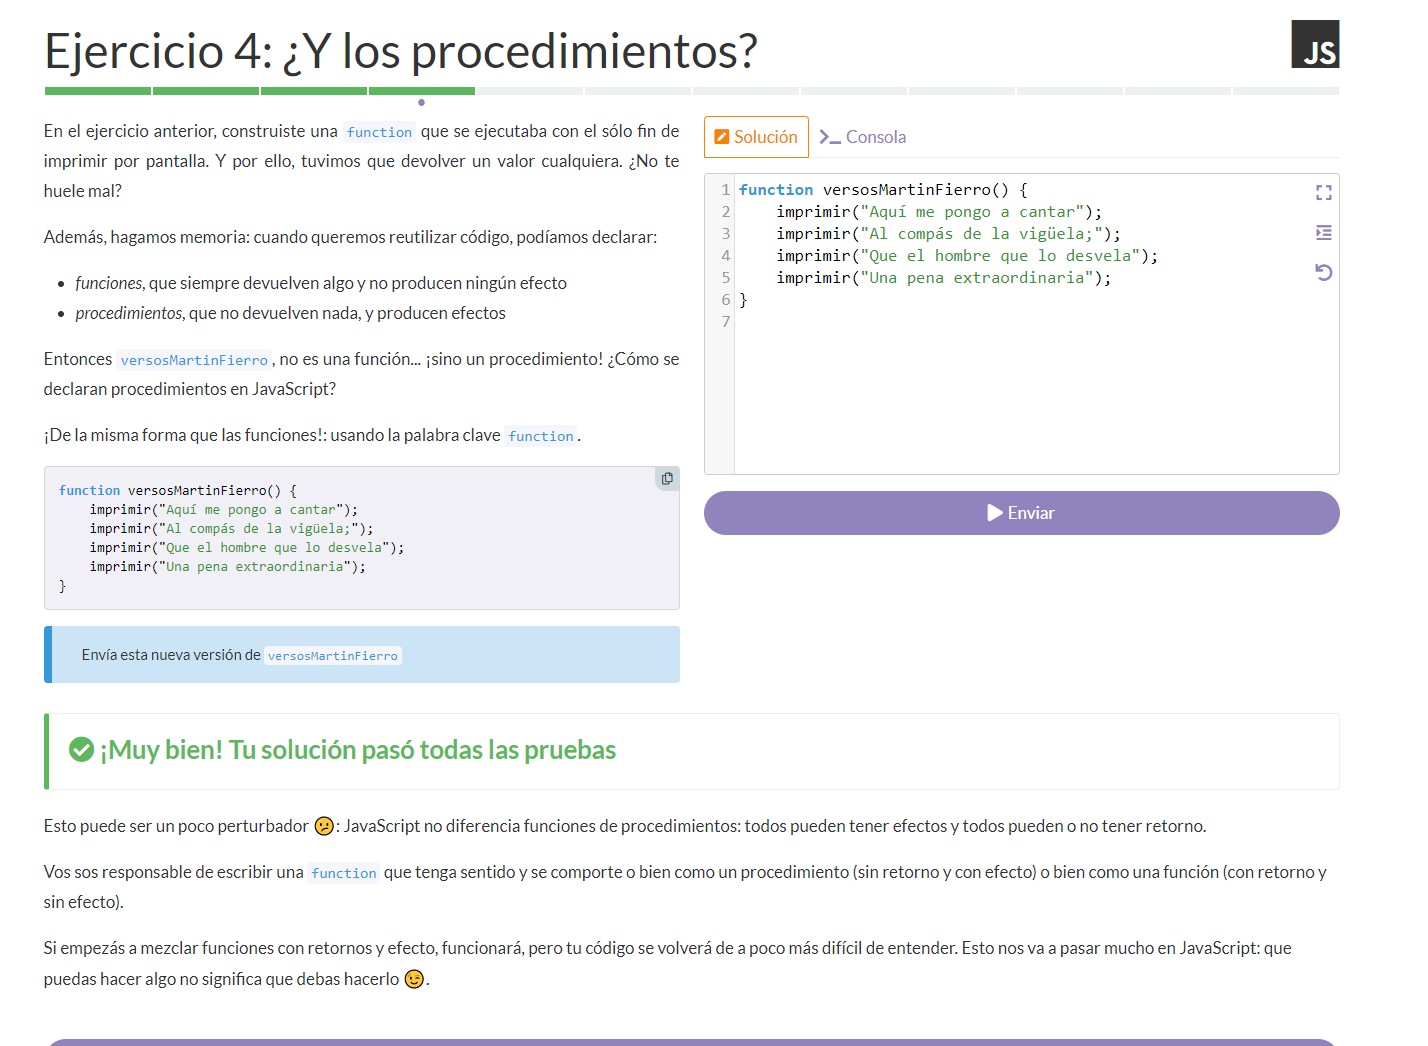 Ejercicio 4: ¿Y los procedimientos?
JS
En el ejercicio anterior, construiste una function que se ejecutaba con el sólo fin de
imprimir por pantalla. Y por ello, tuvimos que devolver un valor cualquiera. ¿No te
huele mal?
Además, hagamos memoria: cuando queremos reutilizar código, podíamos declarar:
• funciones, que siempre devuelven algo y no producen ningún efecto
• procedimientos, que no devuelven nada, y producen efectos
Entonces versosMartinFierro, no es una función... ¡sino un procedimiento! ¿Cómo se
declaran procedimientos en JavaScript?
¡De la misma forma que las funciones!: usando la palabra clave function.
function versosMartinFierro() {
    imprimir("Aquí me pongo a cantar");
    imprimir("Al compás de la vigüela;");
    imprimir("Que el hombre que lo desvela");
    imprimir("Una pena extraordinaria");
}
Envía esta nueva versión de versosMartinFierro
Solución
Consola
1 function versosMartinFierro() {
2     imprimir("Aquí me pongo a cantar");
3     imprimir("Al compás de la vigüela;");
4     imprimir("Que el hombre que lo desvela");
5     imprimir("Una pena extraordinaria");
6 }
7
Enviar
¡Muy bien! Tu solución pasó todas las pruebas
Esto puede ser un poco perturbador 😕: JavaScript no diferencia funciones de procedimientos: todos pueden tener efectos y todos pueden o no tener retorno.
Vos sos responsable de escribir una function que tenga sentido y se comporte o bien como un procedimiento (sin retorno y con efecto) o bien como una función (con retorno y
sin efecto).
Si empezás a mezclar funciones con retornos y efecto, funcionará, pero tu código se volverá de a poco más difícil de entender. Esto nos va a pasar mucho en JavaScript: que
puedas hacer algo no significa que debas hacerlo 😉.